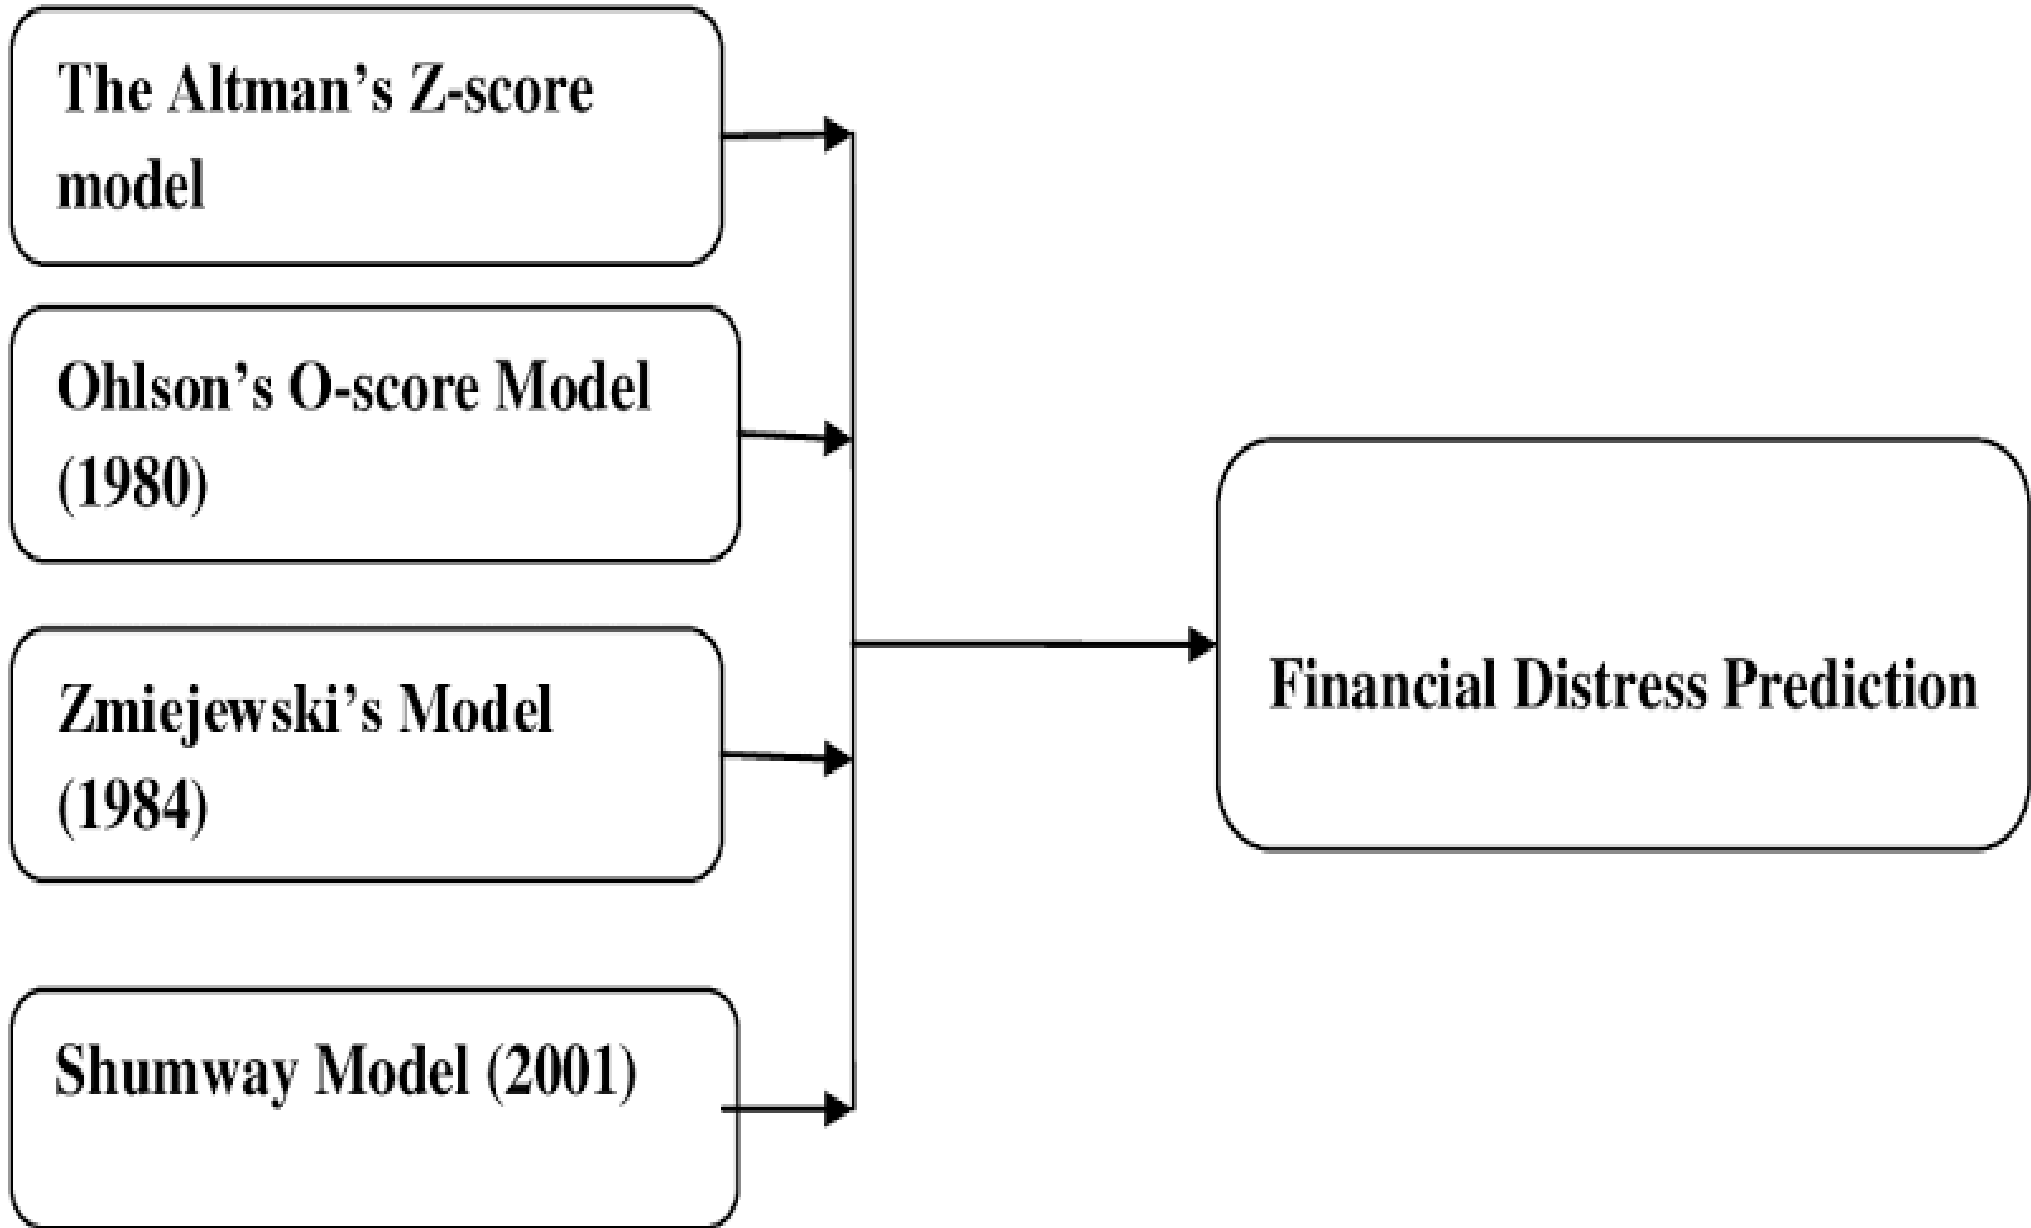 The Altman’s Z-score
model
Ohlson’s O-score Model
(1980)
Zmiejewski’s Model
(1984)
Shumway Model (2001)
Financial Distress Prediction